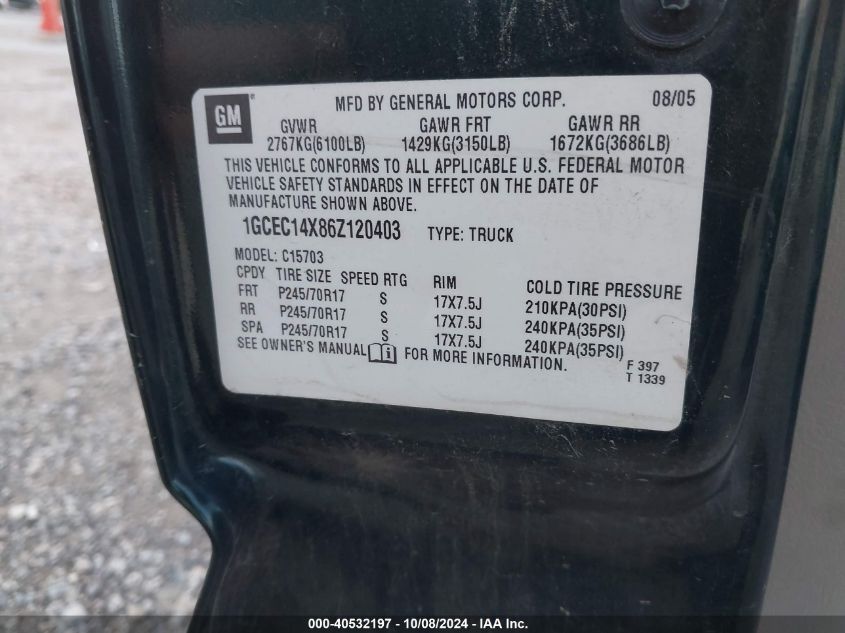 GM ®
MFD BY GENERAL MOTORS CORP. 08/05
GVWR GAWR FRT GAWR RR
2767KG(6100LB) 1429KG(3150LB) 1672KG(3686LB)
THIS VEHICLE CONFORMS TO ALL APPLICABLE U.S. FEDERAL MOTOR
VEHICLE SAFETY STANDARDS IN EFFECT ON THE DATE OF
MANUFACTURE SHOWN ABOVE.
1GCEC14X86Z120403 TYPE: TRUCK
MODEL: C15703
CPDY TIRE SIZE SPEED RTG RIM COLD TIRE PRESSURE
FRT P245/70R17 S 17X7.5J 210KPA(30PSI)
RR P245/70R17 S 17X7.5J 240KPA(35PSI)
SPA P245/70R17 S 17X7.5J 240KPA(35PSI)
SEE OWNER'S MANUAL i FOR MORE INFORMATION.
F 397
T 1339
000-40532197 - 10/08/2024 - IAA Inc.